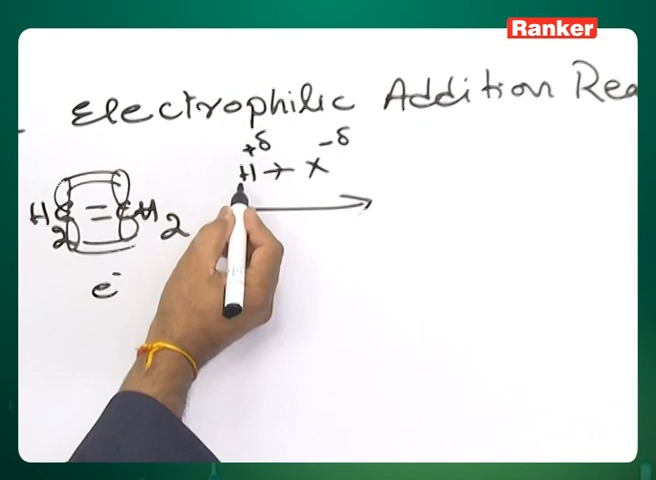 Ranker
Electrophilic Addition Rea
+δ -δ
H → X
H2C = CH2
e⁻